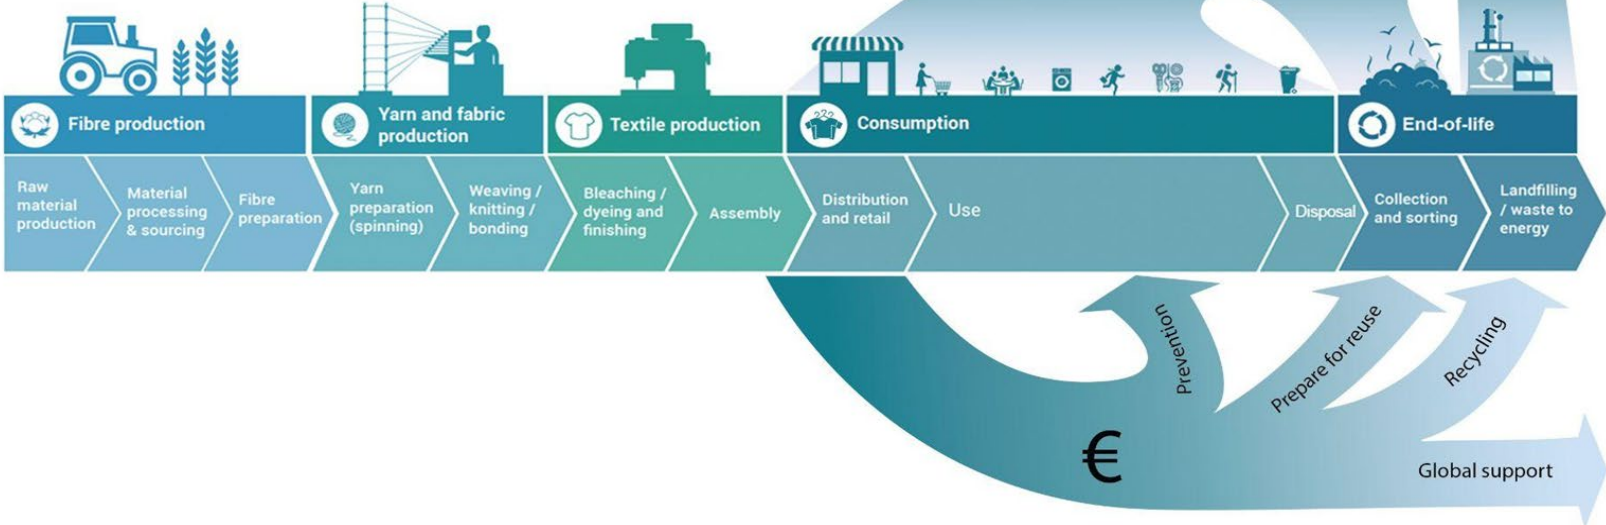 Fibre production
Yarn and fabric
production
Textile production
Consumption
End-of-life
Raw
material
production
Material
processing
& sourcing
Fibre
preparation
Yarn
preparation
(spinning)
Weaving /
knitting /
bonding
Bleaching /
dyeing and
finishing
Assembly
Distribution
and retail
Use
Disposal
Collection
and sorting
Landfilling
/ waste to
energy
Prevention
Prepare for reuse
Recycling
€
Global support